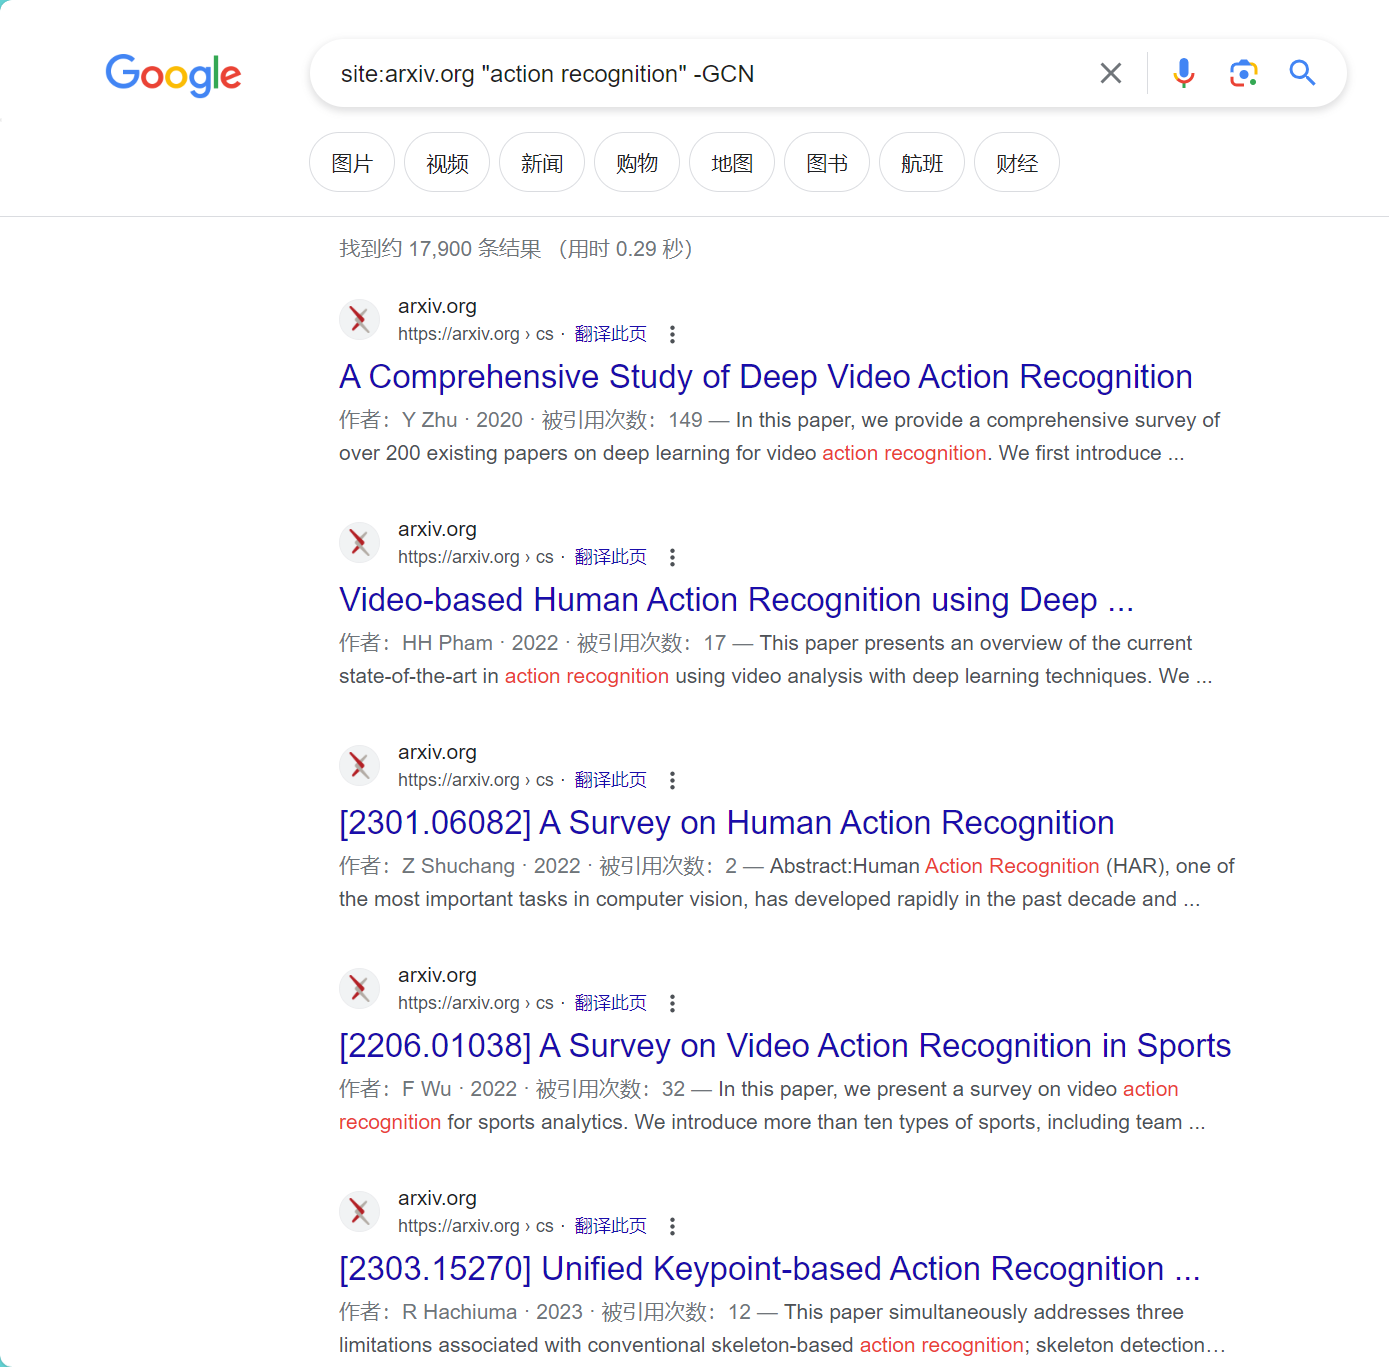 Google
site:arxiv.org "action recognition" -GCN
图片 视频 新闻 购物 地图 图书 航班 财经
找到约 17,900 条结果 （用时 0.29 秒）
arxiv.org
https://arxiv.org › cs · 翻译此页
A Comprehensive Study of Deep Video Action Recognition
作者：Y Zhu · 2020 · 被引用次数：149 — In this paper, we provide a comprehensive survey of
over 200 existing papers on deep learning for video action recognition. We first introduce ...
arxiv.org
https://arxiv.org › cs · 翻译此页
Video-based Human Action Recognition using Deep ...
作者：HH Pham · 2022 · 被引用次数：17 — This paper presents an overview of the current
state-of-the-art in action recognition using video analysis with deep learning techniques. We ...
arxiv.org
https://arxiv.org › cs · 翻译此页
[2301.06082] A Survey on Human Action Recognition
作者：Z Shuchang · 2022 · 被引用次数：2 — Abstract:Human Action Recognition (HAR), one of
the most important tasks in computer vision, has developed rapidly in the past decade and ...
arxiv.org
https://arxiv.org › cs · 翻译此页
[2206.01038] A Survey on Video Action Recognition in Sports
作者：F Wu · 2022 · 被引用次数：32 — In this paper, we present a survey on video action
recognition for sports analytics. We introduce more than ten types of sports, including team ...
arxiv.org
https://arxiv.org › cs · 翻译此页
[2303.15270] Unified Keypoint-based Action Recognition ...
作者：R Hachiuma · 2023 · 被引用次数：12 — This paper simultaneously addresses three
limitations associated with conventional skeleton-based action recognition; skeleton detection…